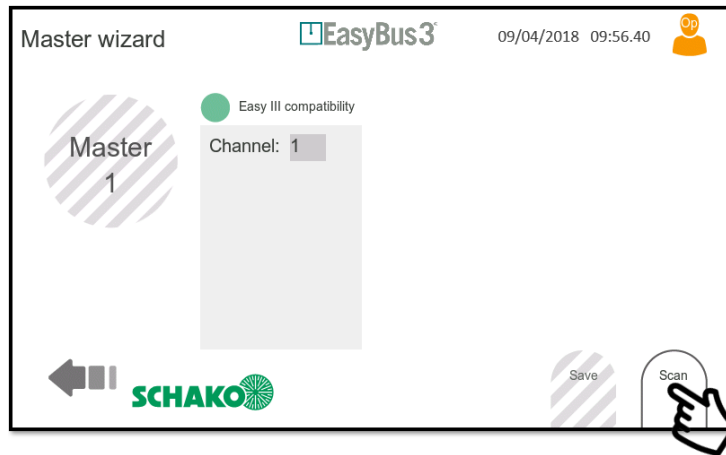 Master wizard
EasyBus3
09/04/2018 09:56.40
Op
Easy III compatibility
Master
1
Channel: 1
SCHAKO
Save
Scan